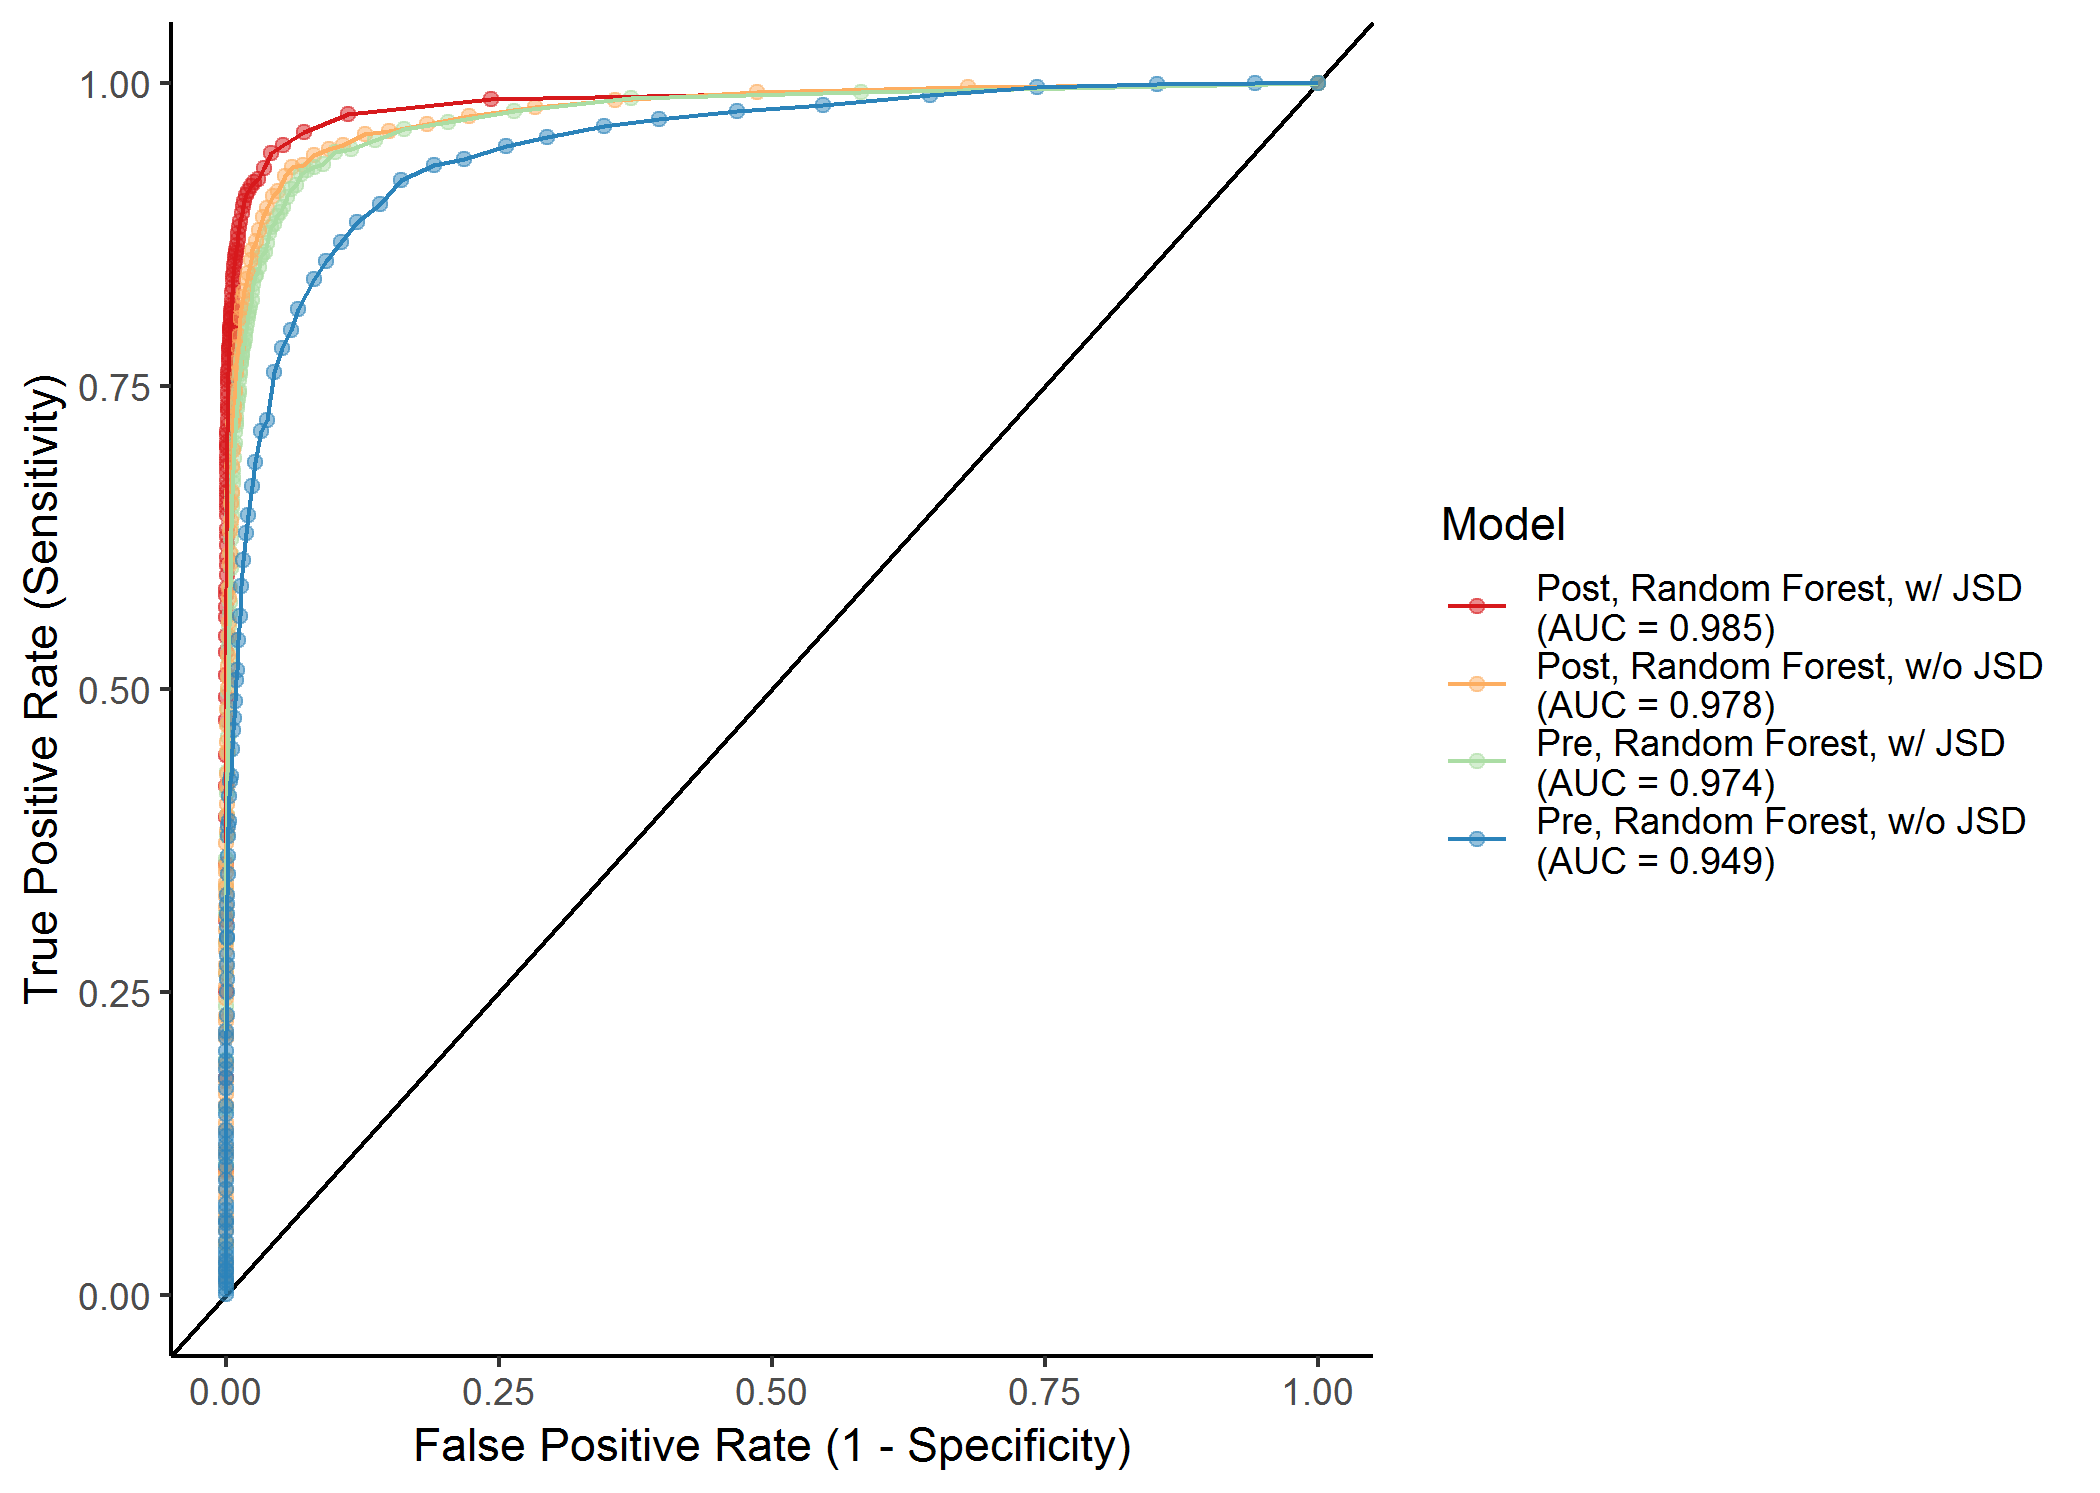 True Positive Rate (Sensitivity)
1.00
0.75
0.50
0.25
0.00
0.00 0.25 0.50 0.75 1.00
False Positive Rate (1 - Specificity)
Model
Post, Random Forest, w/ JSD
(AUC = 0.985)
Post, Random Forest, w/o JSD
(AUC = 0.978)
Pre, Random Forest, w/ JSD
(AUC = 0.974)
Pre, Random Forest, w/o JSD
(AUC = 0.949)